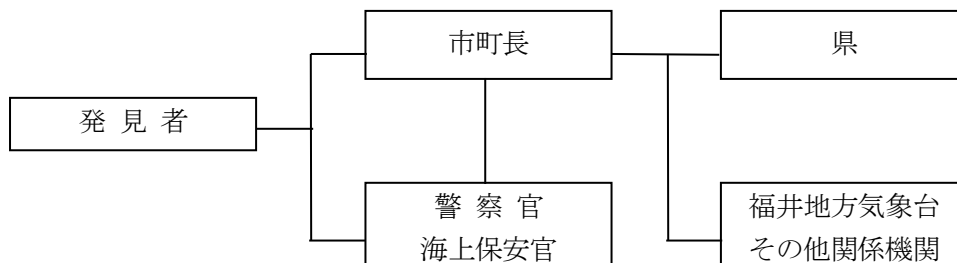 市町長
県
発 見 者
警 察 官
海上保安官
福井地方気象台
その他関係機関